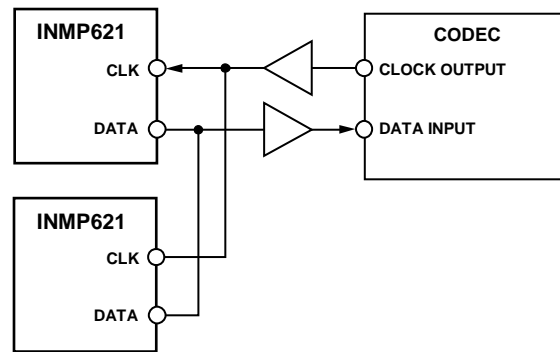 INMP621
CLK
DATA
CODEC
CLOCK OUTPUT
DATA INPUT
INMP621
CLK
DATA